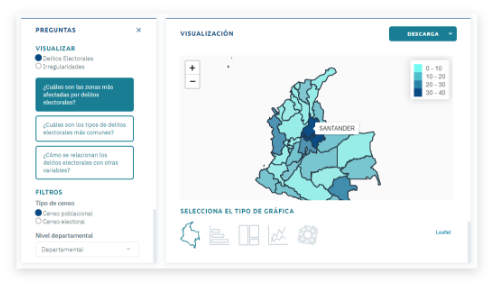 PREGUNTAS
×
VISUALIZAR
Delitos Electorales
Irregularidades
¿Cuáles son las zonas más
afectadas por delitos
electorales?
¿Cuáles son los tipos de delitos
electorales más comunes?
¿Cómo se relacionan los
delitos electorales con otras
variables?
FILTROS
Tipo de censo
Censo poblacional
Censo electoral
Nivel departamental
Departamental
VISUALIZACIÓN
DESCARGA
+
−
0 - 10
10 - 20
20 - 30
30 - 40
SANTANDER
SELECCIONA EL TIPO DE GRÁFICA
Leaflet